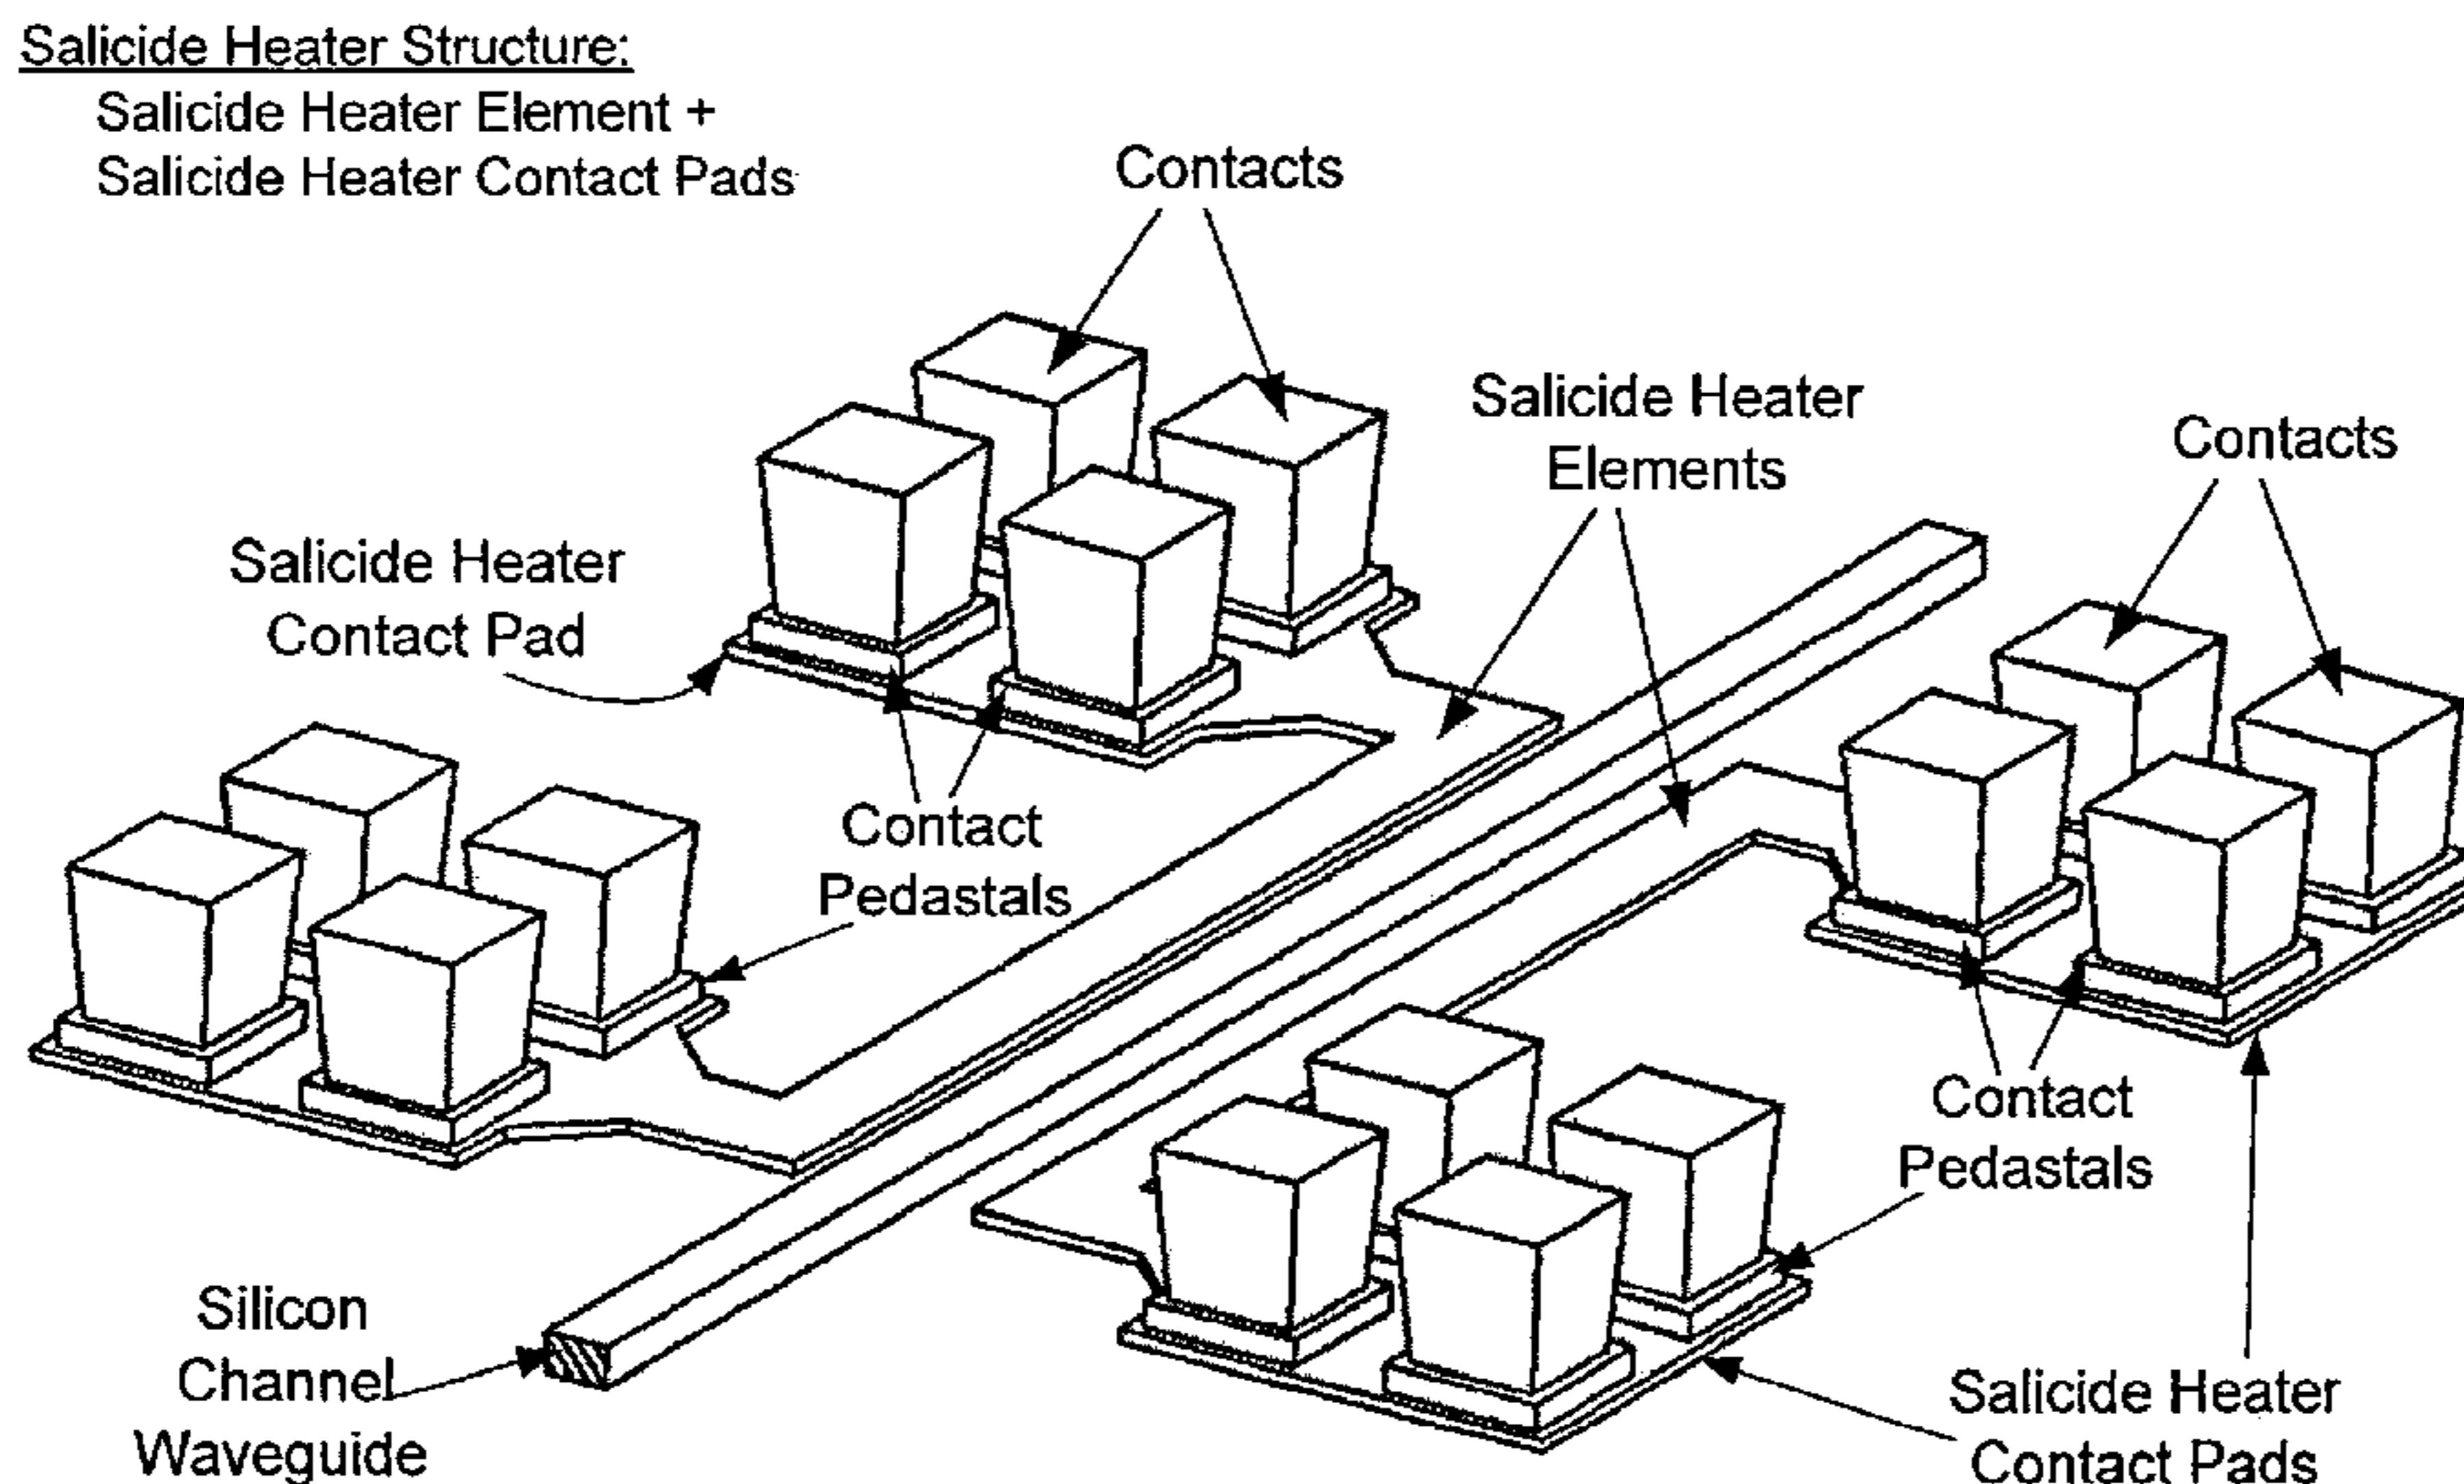 Salicide Heater Structure:
Salicide Heater Element +
Salicide Heater Contact Pads
Contacts
Salicide Heater
Elements
Contacts
Salicide Heater
Contact Pad
Contact
Pedastals
Contact
Pedastals
Silicon
Channel
Waveguide
Salicide Heater
Contact Pads